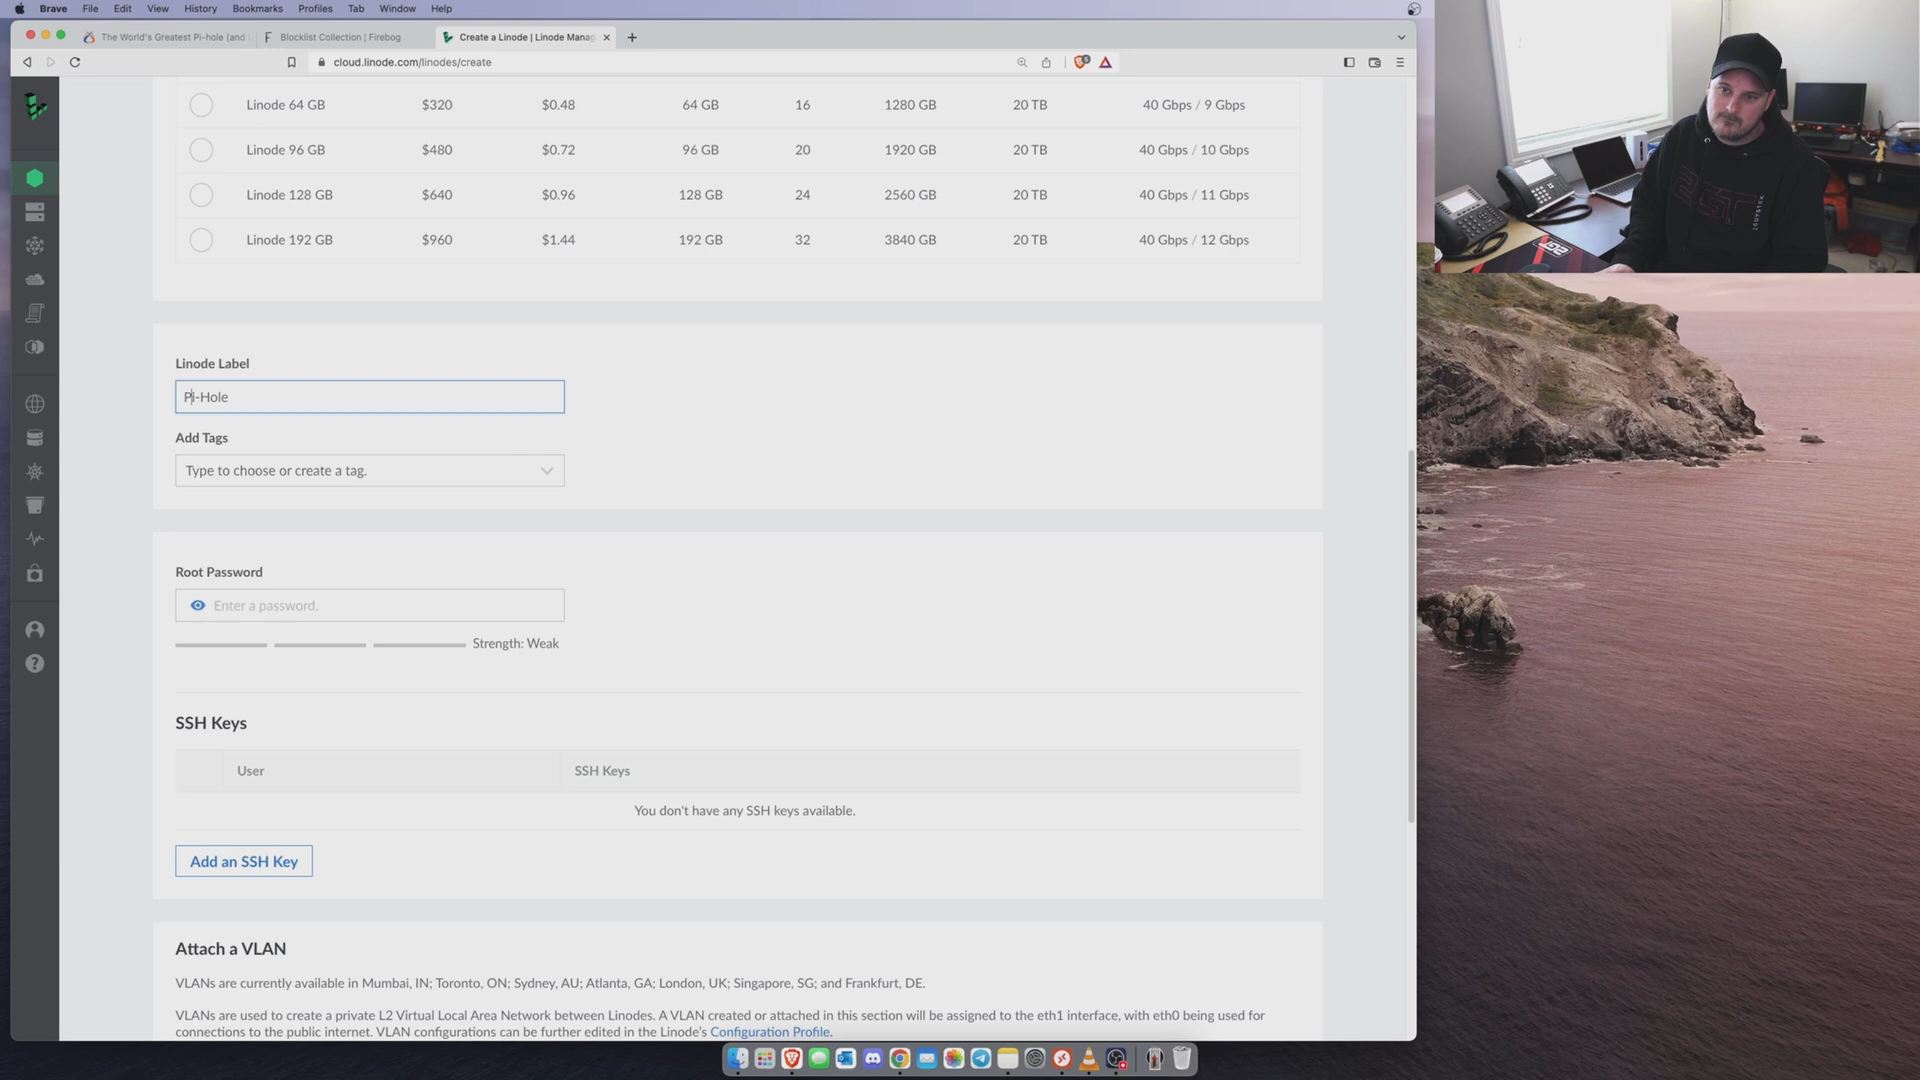 Brave File Edit View History Bookmarks Profiles Tab Window Help
The World's Greatest Pi-hole (and
Blocklist Collection | Firebog
Create a Linode | Linode Manag
cloud.linode.com/linodes/create
Linode 64 GB $320 $0.48 64 GB 16 1280 GB 20 TB 40 Gbps / 9 Gbps
Linode 96 GB $480 $0.72 96 GB 20 1920 GB 20 TB 40 Gbps / 10 Gbps
Linode 128 GB $640 $0.96 128 GB 24 2560 GB 20 TB 40 Gbps / 11 Gbps
Linode 192 GB $960 $1.44 192 GB 32 3840 GB 20 TB 40 Gbps / 12 Gbps
Linode Label
Pi-Hole
Add Tags
Type to choose or create a tag.
Root Password
Enter a password.
Strength: Weak
SSH Keys
User SSH Keys
You don't have any SSH keys available.
Add an SSH Key
Attach a VLAN
VLANs are currently available in Mumbai, IN; Toronto, ON; Sydney, AU; Atlanta, GA; London, UK; Singapore, SG; and Frankfurt, DE.
VLANs are used to create a private L2 Virtual Local Area Network between Linodes. A VLAN created or attached in this section will be assigned to the eth1 interface, with eth0 being used for
connections to the public internet. VLAN configurations can be further edited in the Linode's Configuration Profile.
2GT